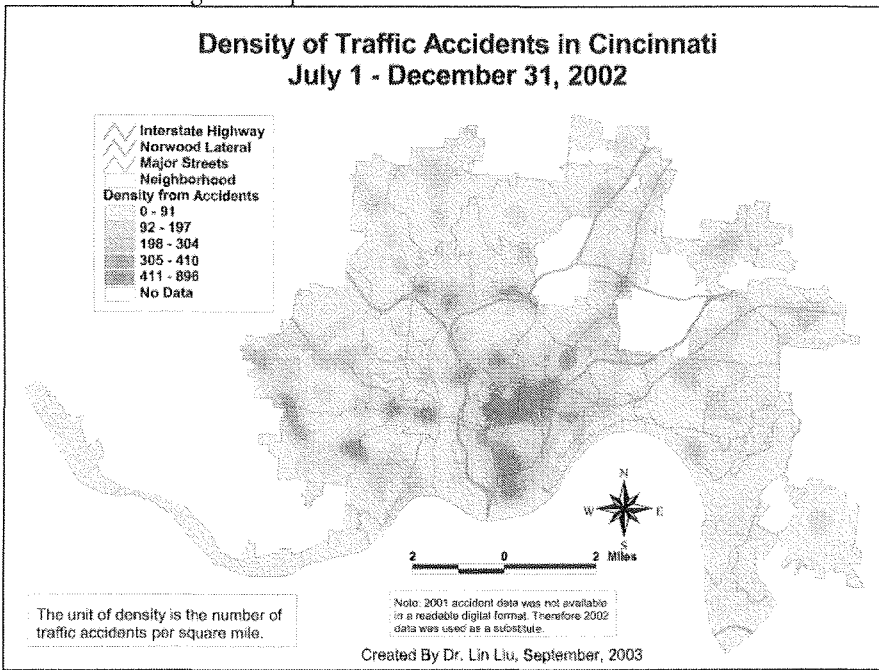 Density of Traffic Accidents in Cincinnati
July 1 - December 31, 2002
Interstate Highway
Norwood Lateral
Major Streets
Neighborhood
Density from Accidents
0 - 91
92 - 197
198 - 304
305 - 410
411 - 896
No Data
N
W E
S
2 0 2 Miles
The unit of density is the number of
traffic accidents per square mile.
Note: 2001 accident data was not available
in a readable digital format. Therefore 2002
data was used as a substitute.
Created By Dr. Lin Liu, September, 2003